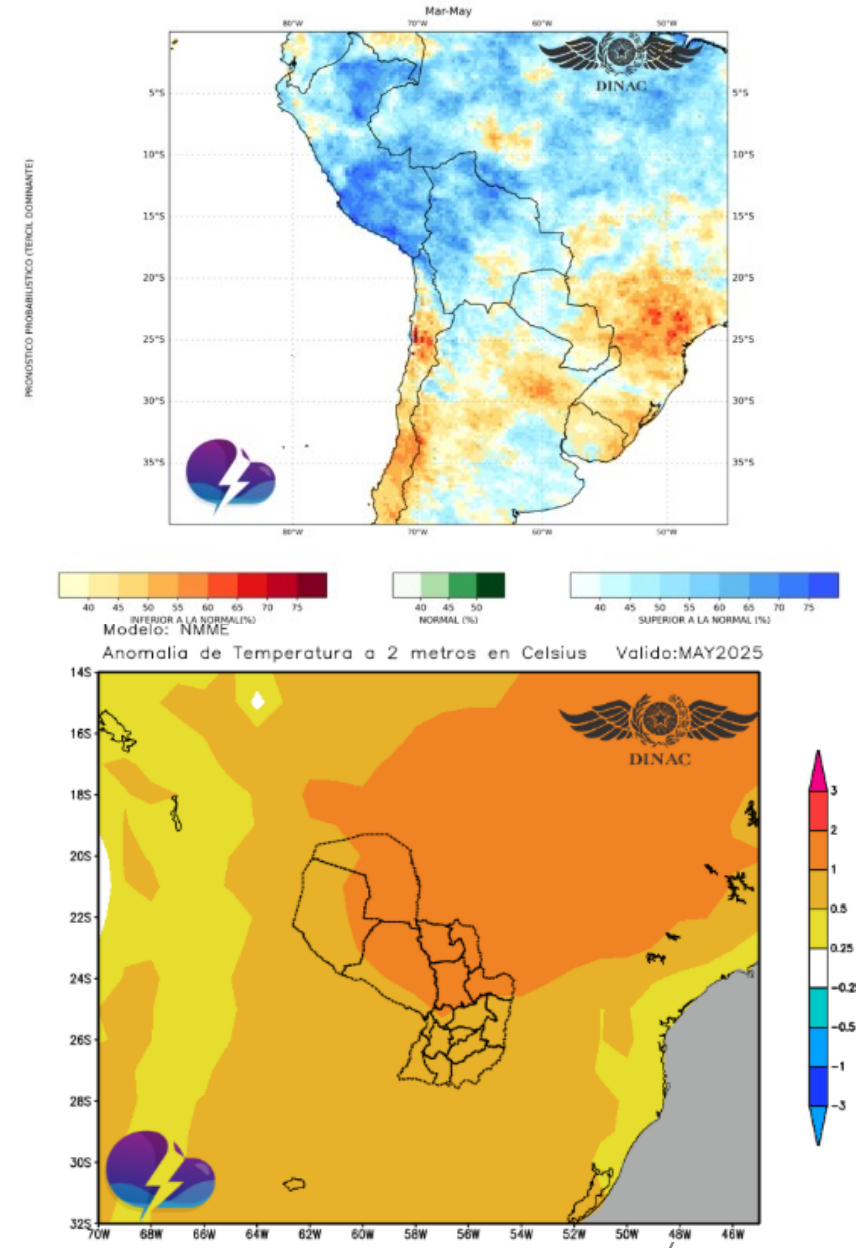 Mar-May
80°W 70°W 60°W 50°W
DINAC
5°S
10°S
15°S
20°S
25°S
30°S
35°S
PRONOSTICO PROBABILISTICO (TERCIL DOMINANTE)
80°W 70°W 60°W 50°W
40 45 50 55 60 65 70 75
INFERIOR A LA NORMAL(%)
40 45 50
NORMAL (%)
40 45 50 55 60 65 70 75
SUPERIOR A LA NORMAL (%)
Modelo: NMME
Anomalia de Temperatura a 2 metros en Celsius Valido:MAY2025
DINAC
14S
16S
18S
20S
22S
24S
26S
28S
30S
32S
70W 68W 66W 64W 62W 60W 58W 56W 54W 52W 50W 48W 46W
3
2
1
0.5
0.25
-0.25
-0.5
-1
-3